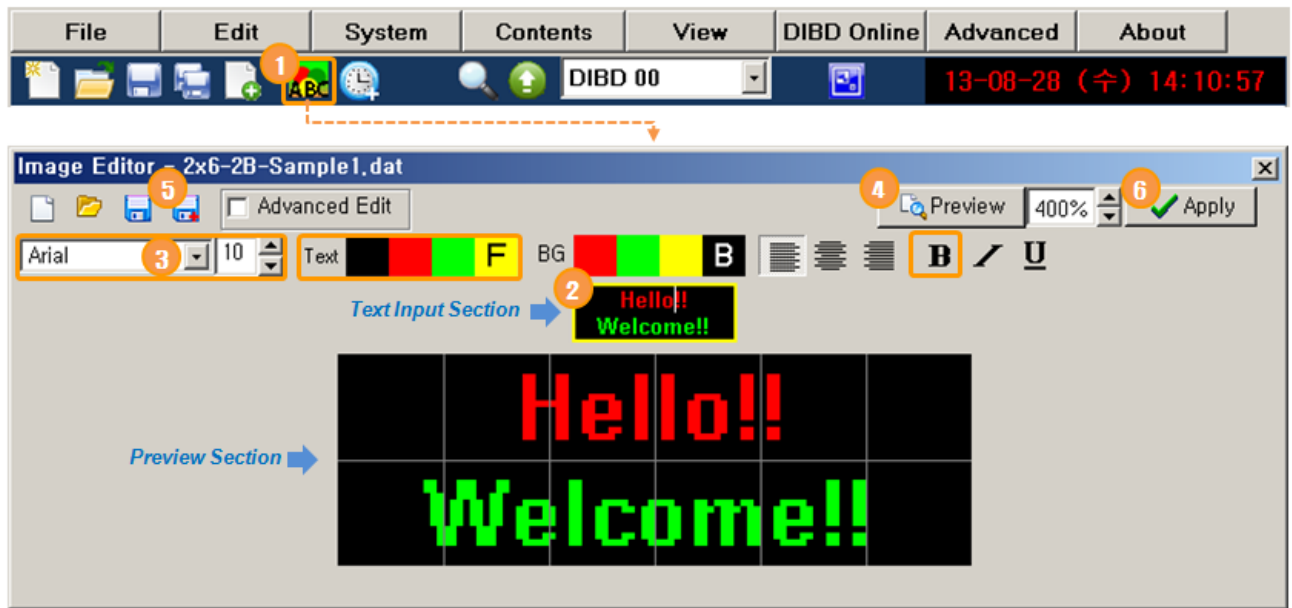 File Edit System Contents View DIBD Online Advanced About
1 ABC DIBD 00 13-08-28 (수) 14:10:57
Image Editor - 2x6-2B-Sample1.dat
5 Advanced Edit 4 Preview 400% 6 Apply
Arial 3 10 Text F BG B B I U
Text Input Section 2 Hello!!
Welcome!!
Hello!!
Preview Section
Welcome!!